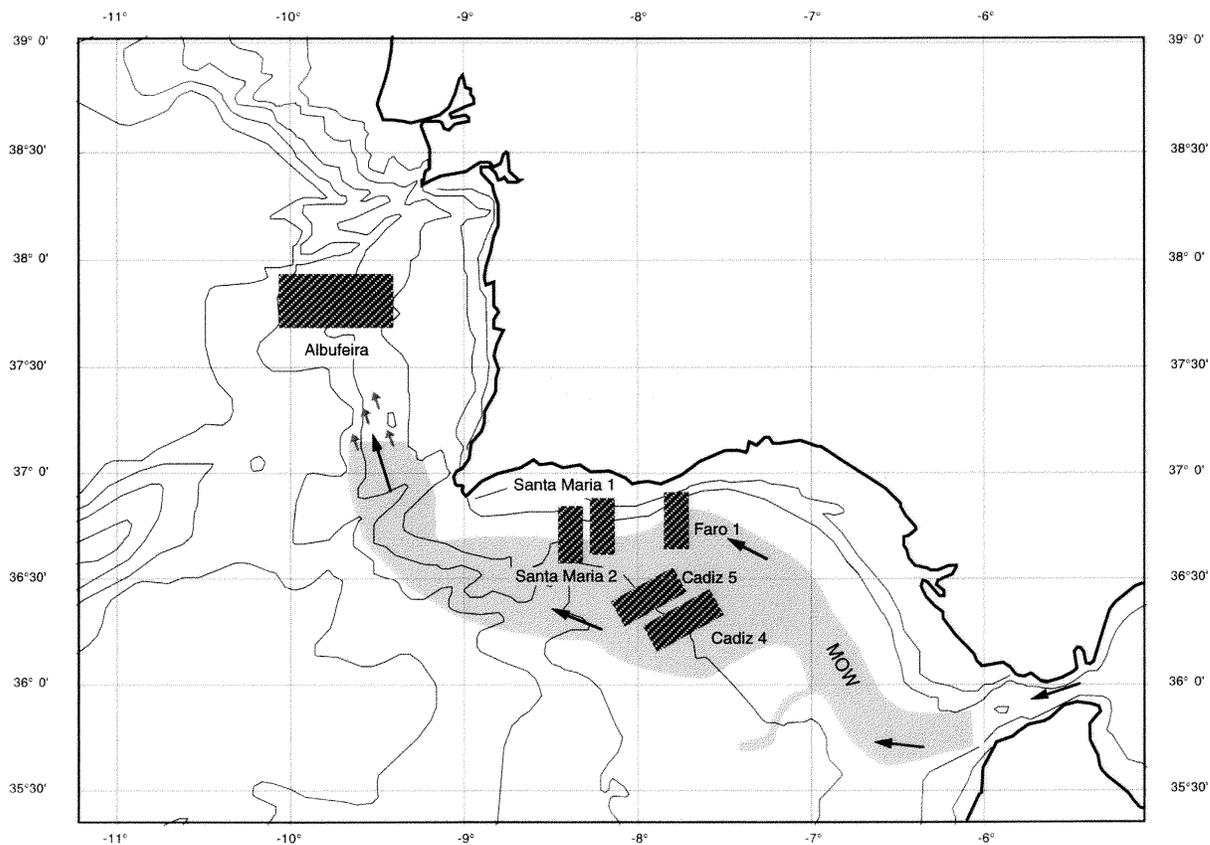 -11° -10° -9° -8° -7° -6°
39° 0' 39° 0'
38°30' 38°30'
38° 0' 38° 0'
Albufeira
37°30' 37°30'
37° 0' 37° 0'
Santa Maria 1
Faro 1
36°30' 36°30'
Santa Maria 2 Cadiz 5
Cadiz 4
MOW
36° 0' 36° 0'
35°30' 35°30'
-11° -10° -9° -8° -7° -6°